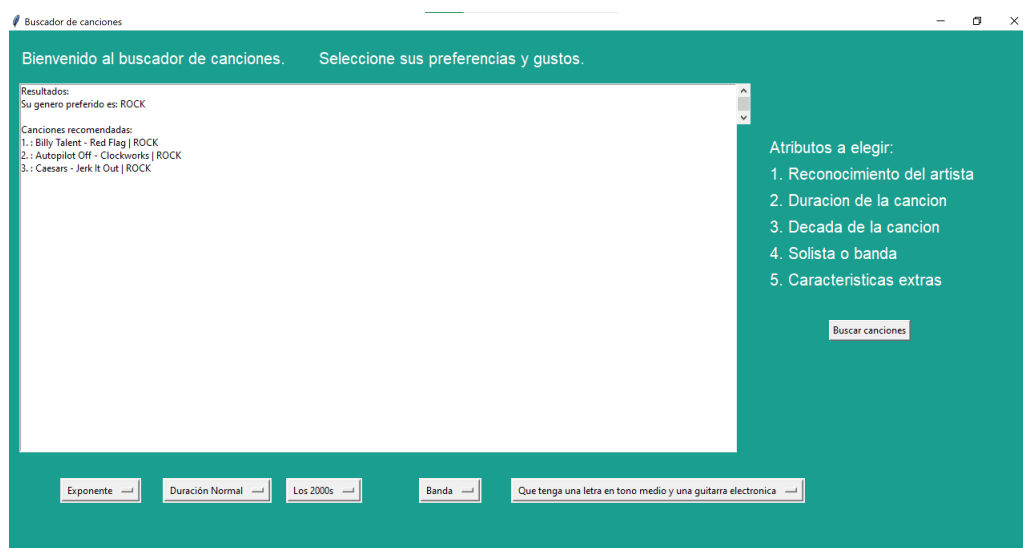 Buscador de canciones
Bienvenido al buscador de canciones. Seleccione sus preferencias y gustos.
Resultados:
Su genero preferido es: ROCK
Canciones recomendadas:
1. : Billy Talent - Red Flag | ROCK
2. : Autopilot Off - Clockworks | ROCK
3. : Caesars - Jerk It Out | ROCK
Atributos a elegir:
1. Reconocimiento del artista
2. Duracion de la cancion
3. Decada de la cancion
4. Solista o banda
5. Caracteristicas extras
Buscar canciones
Exponente Duración Normal Los 2000s Banda Que tenga una letra en tono medio y una guitarra electronica